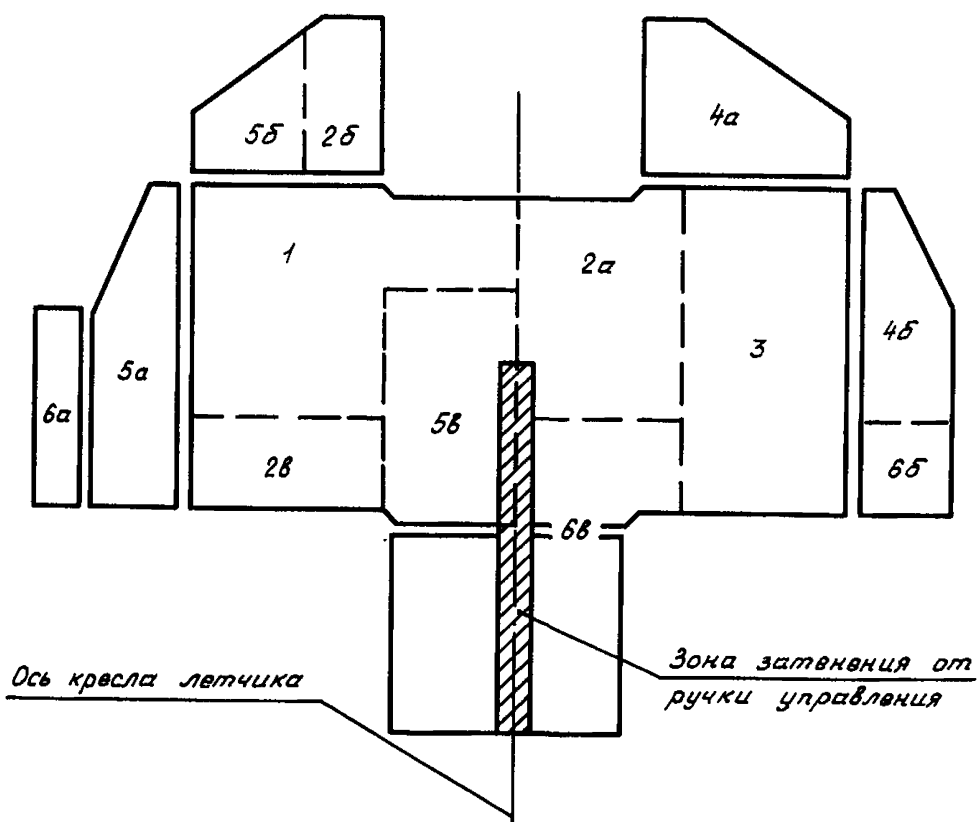 5б 2б
4а
1
2а
3
4б
5а
6а
5в
2в
6б
6в
Ось кресла летчика
Зона затенения от
ручки управления